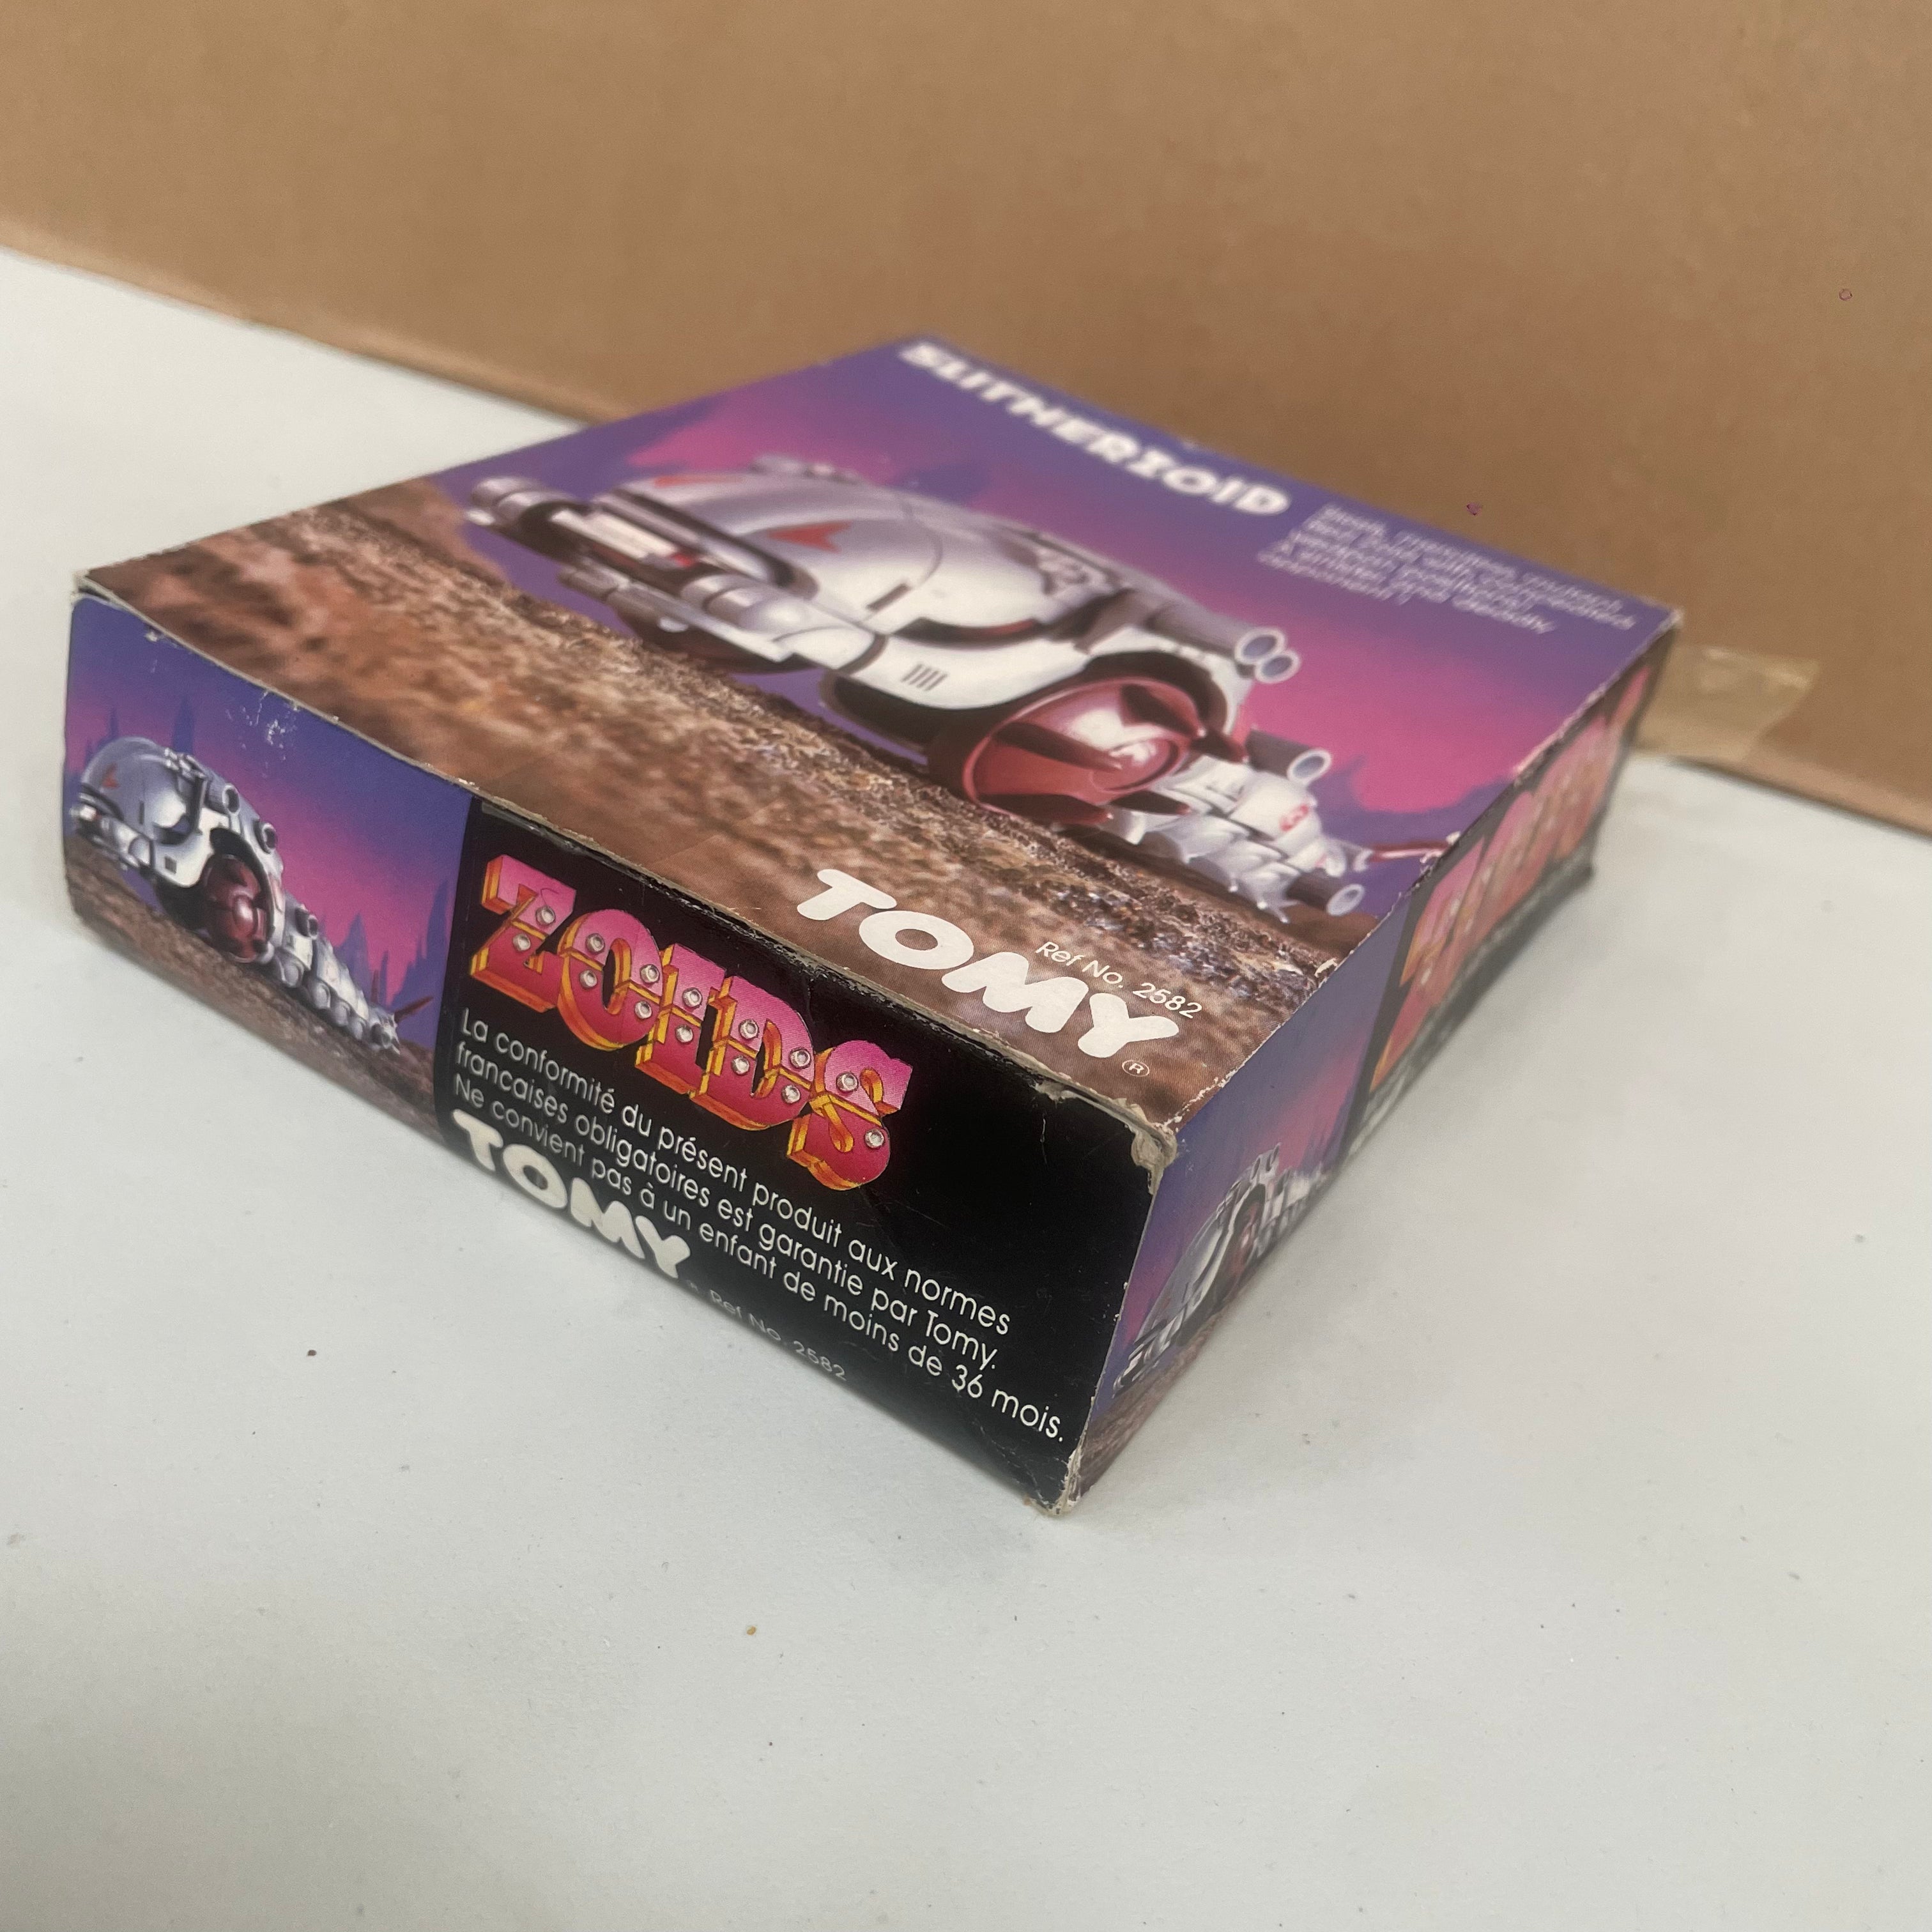 SLITHERZOID
TOMY®
Ref No. 2582
ZOIDS
La conformité du présent produit aux normes
francaises obligatoires est garantie par Tomy.
Ne convient pas à un enfant de moins de 36 mois.
TOMY®
Ref No. 2582